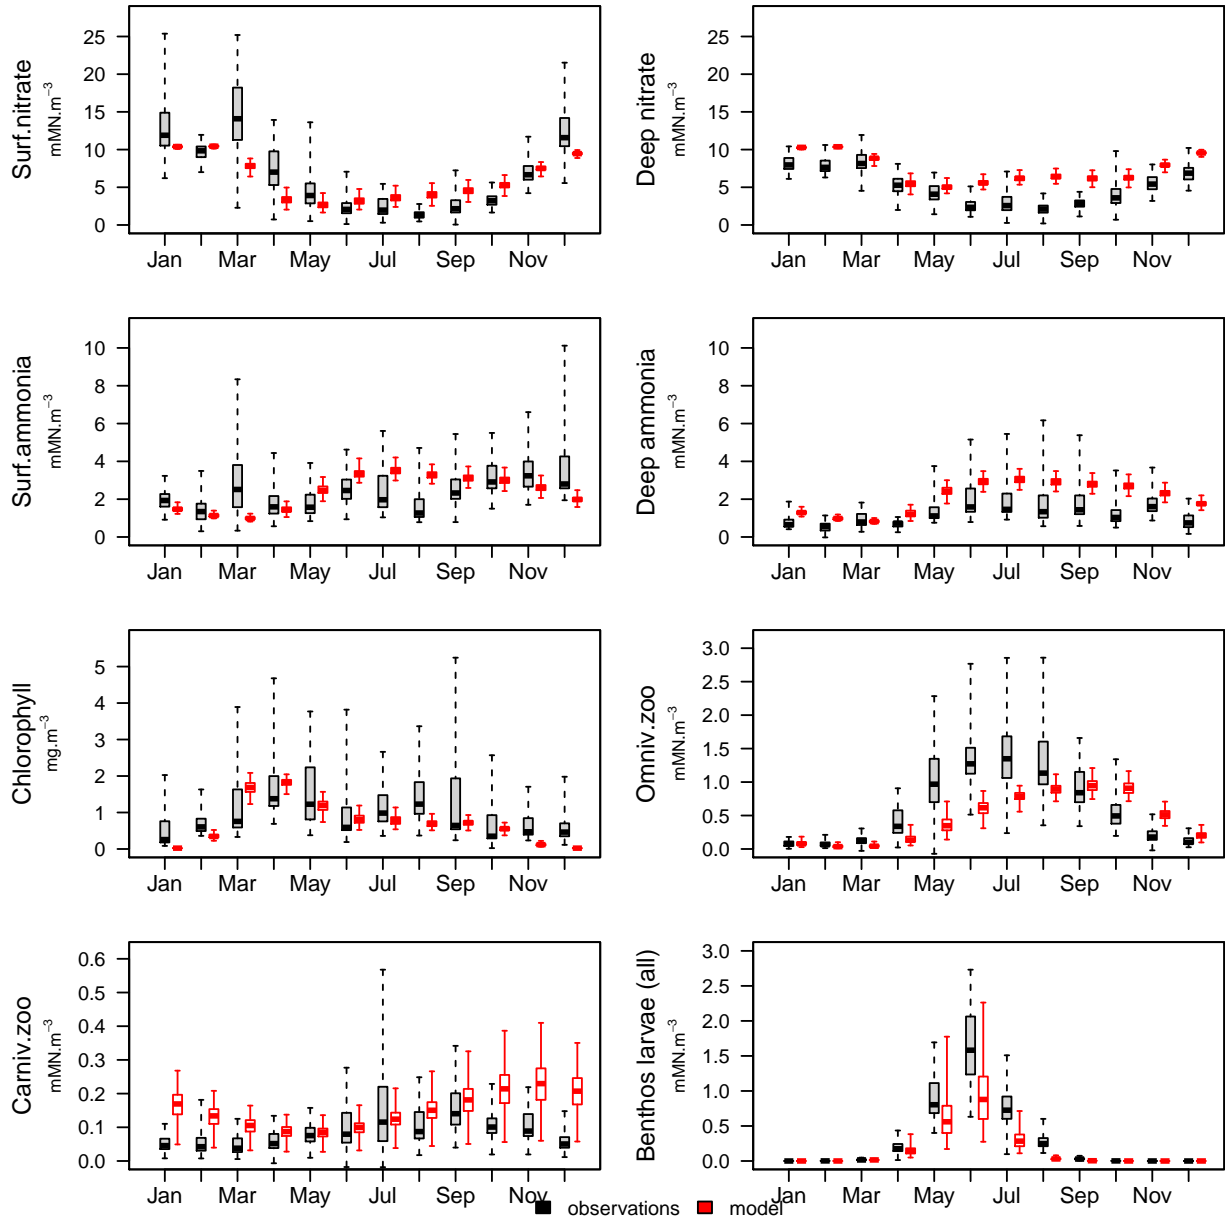 Surf.nitrate
mMN.m⁻³
25
20
15
10
5
0
Jan Mar May Jul Sep Nov
Deep nitrate
mMN.m⁻³
25
20
15
10
5
0
Jan Mar May Jul Sep Nov
Surf.ammonia
mMN.m⁻³
10
8
6
4
2
0
Jan Mar May Jul Sep Nov
Deep ammonia
mMN.m⁻³
10
8
6
4
2
0
Jan Mar May Jul Sep Nov
Chlorophyll
mg.m⁻³
5
4
3
2
1
0
Jan Mar May Jul Sep Nov
Omniv.zoo
mMN.m⁻³
3.0
2.5
2.0
1.5
1.0
0.5
0.0
Jan Mar May Jul Sep Nov
Carniv.zoo
mMN.m⁻³
0.6
0.5
0.4
0.3
0.2
0.1
0.0
Jan Mar May Jul Sep Nov
Benthos larvae (all)
mMN.m⁻³
3.0
2.5
2.0
1.5
1.0
0.5
0.0
Jan Mar May Jul Sep Nov
observations model